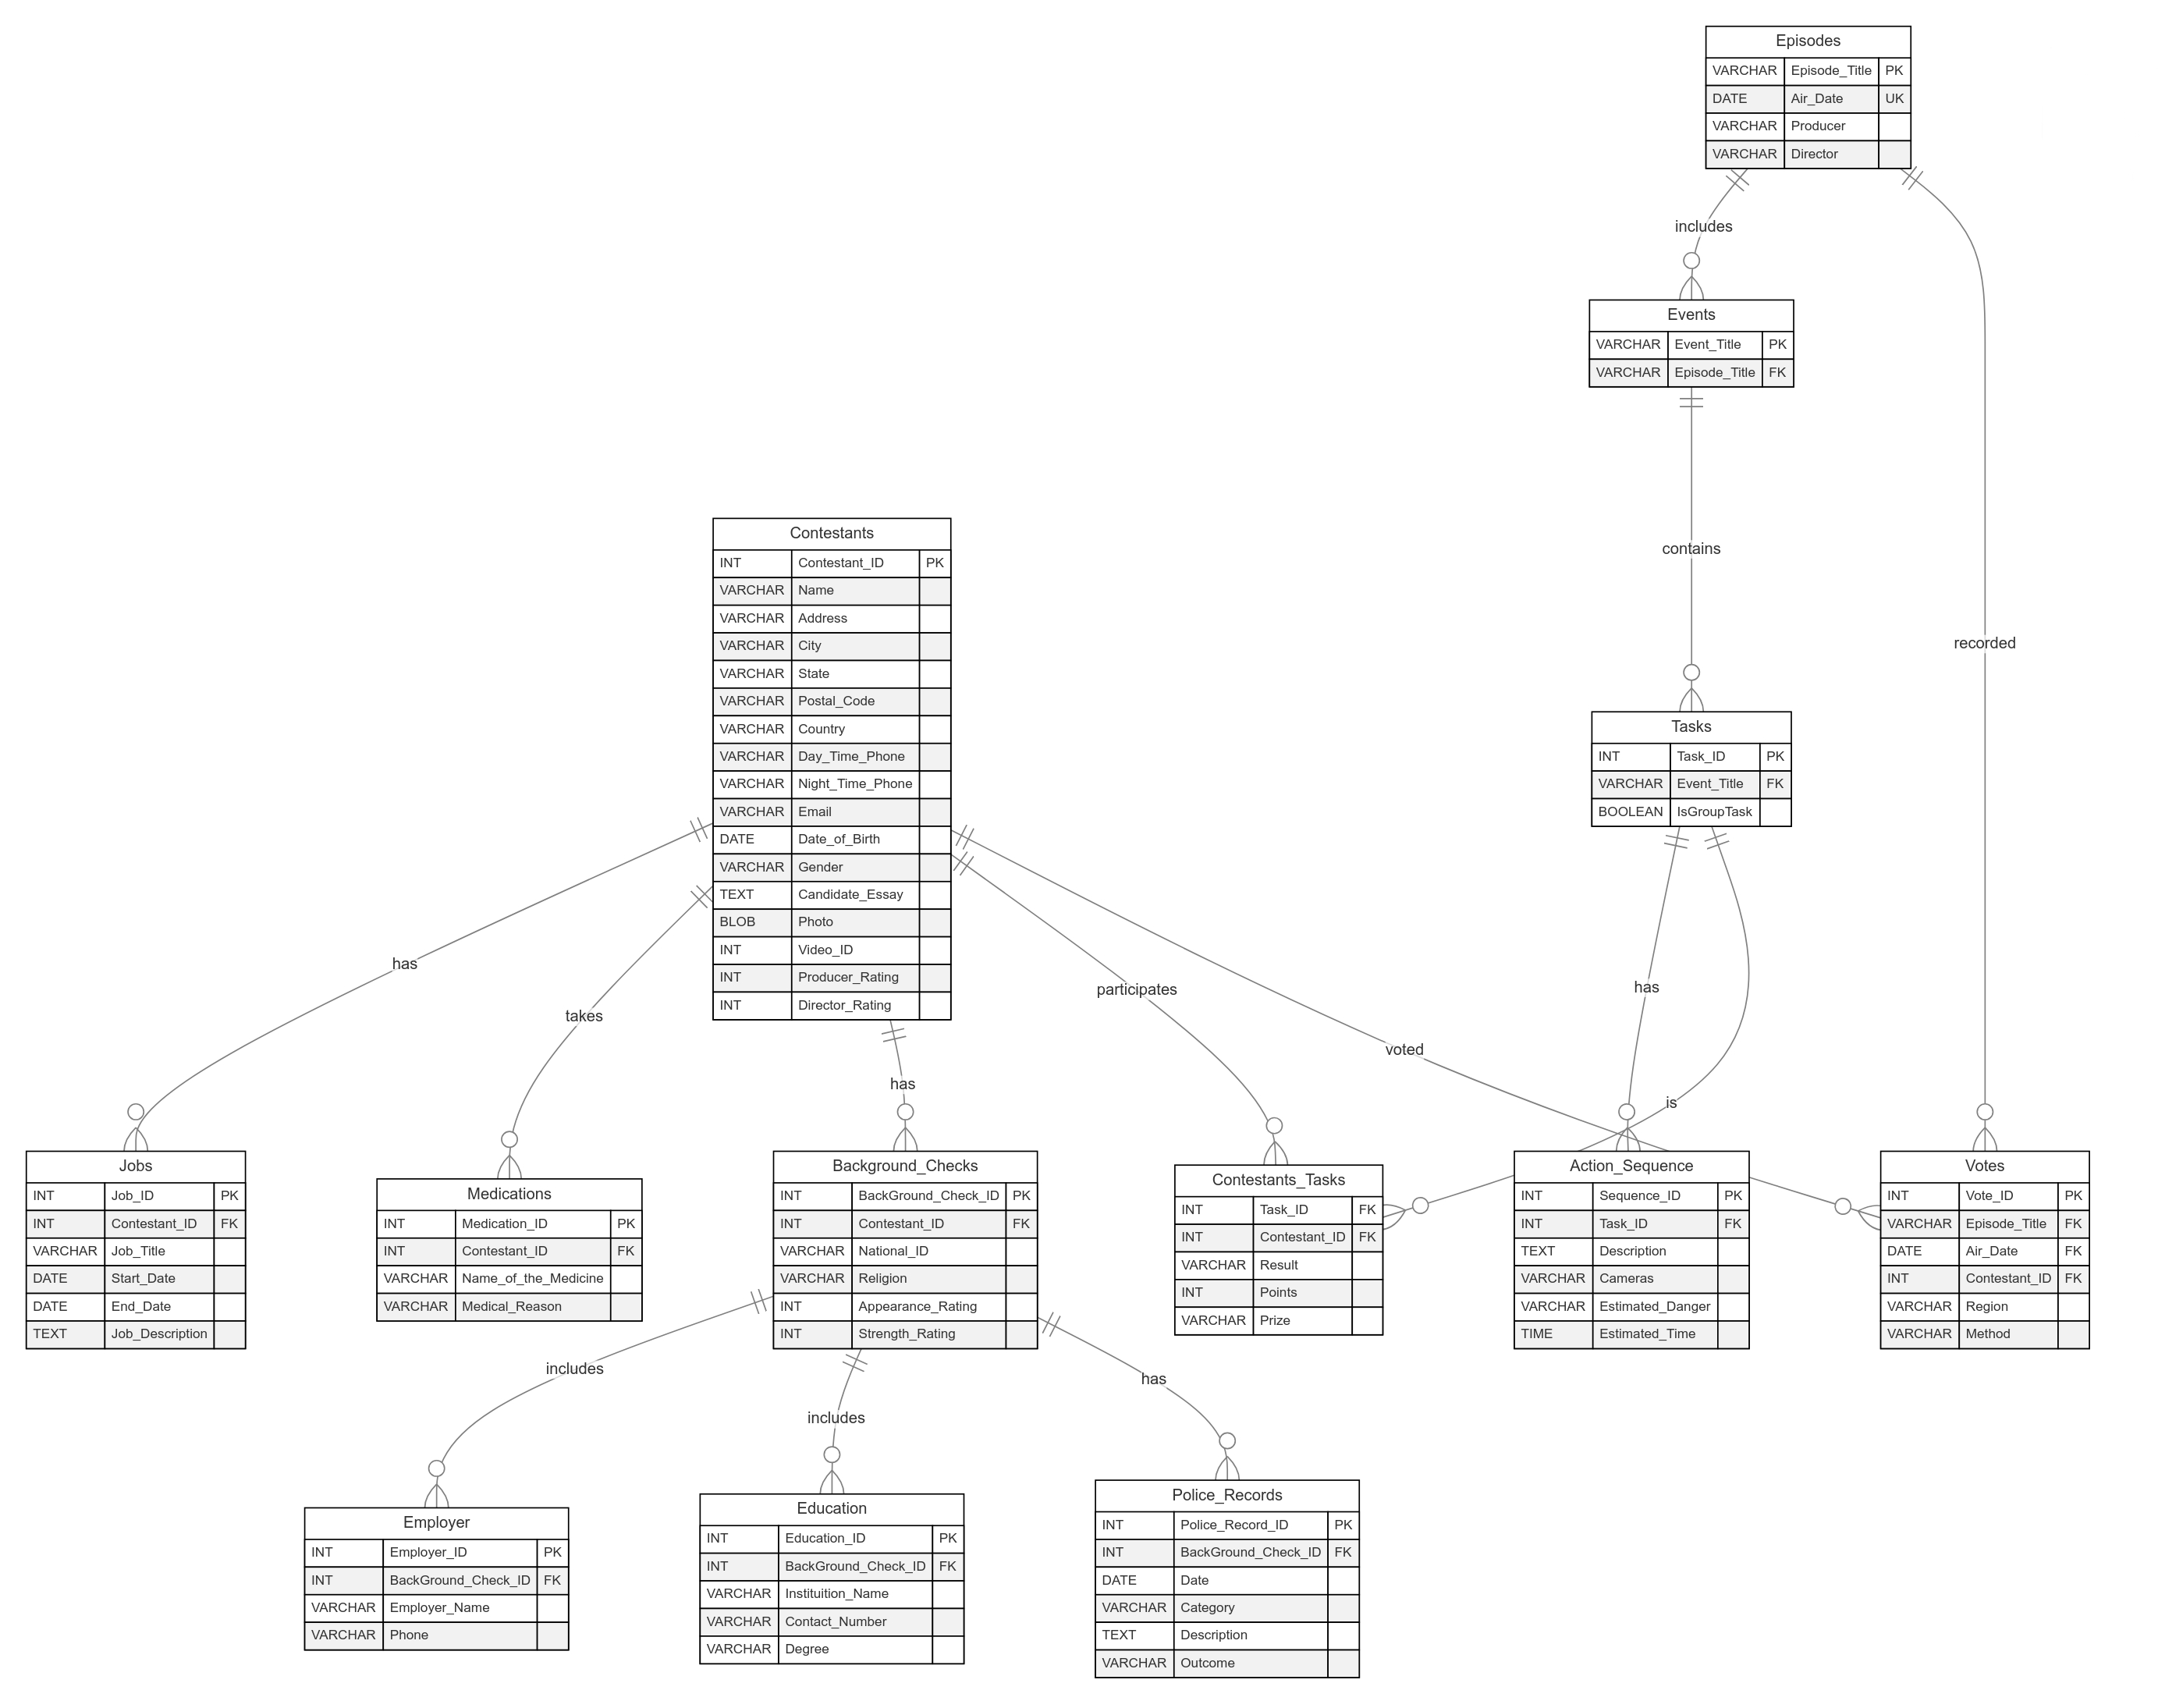 Episodes
VARCHAR Episode_Title PK
DATE Air_Date UK
VARCHAR Producer
VARCHAR Director
includes
Events
VARCHAR Event_Title PK
VARCHAR Episode_Title FK
contains
recorded
Contestants
INT Contestant_ID PK
VARCHAR Name
VARCHAR Address
VARCHAR City
VARCHAR State
VARCHAR Postal_Code
VARCHAR Country
VARCHAR Day_Time_Phone
VARCHAR Night_Time_Phone
VARCHAR Email
DATE Date_of_Birth
VARCHAR Gender
TEXT Candidate_Essay
BLOB Photo
INT Video_ID
INT Producer_Rating
INT Director_Rating
Tasks
INT Task_ID PK
VARCHAR Event_Title FK
BOOLEAN IsGroupTask
has
takes
has
participates
voted
has
is
Jobs
INT Job_ID PK
INT Contestant_ID FK
VARCHAR Job_Title
DATE Start_Date
DATE End_Date
TEXT Job_Description
Medications
INT Medication_ID PK
INT Contestant_ID FK
VARCHAR Name_of_the_Medicine
VARCHAR Medical_Reason
Background_Checks
INT BackGround_Check_ID PK
INT Contestant_ID FK
VARCHAR National_ID
VARCHAR Religion
INT Appearance_Rating
INT Strength_Rating
Contestants_Tasks
INT Task_ID FK
INT Contestant_ID FK
VARCHAR Result
INT Points
VARCHAR Prize
Action_Sequence
INT Sequence_ID PK
INT Task_ID FK
TEXT Description
VARCHAR Cameras
VARCHAR Estimated_Danger
TIME Estimated_Time
Votes
INT Vote_ID PK
VARCHAR Episode_Title FK
DATE Air_Date FK
INT Contestant_ID FK
VARCHAR Region
VARCHAR Method
includes
includes
has
Employer
INT Employer_ID PK
INT BackGround_Check_ID FK
VARCHAR Employer_Name
VARCHAR Phone
Education
INT Education_ID PK
INT BackGround_Check_ID FK
VARCHAR Instituition_Name
VARCHAR Contact_Number
VARCHAR Degree
Police_Records
INT Police_Record_ID PK
INT BackGround_Check_ID FK
DATE Date
VARCHAR Category
TEXT Description
VARCHAR Outcome